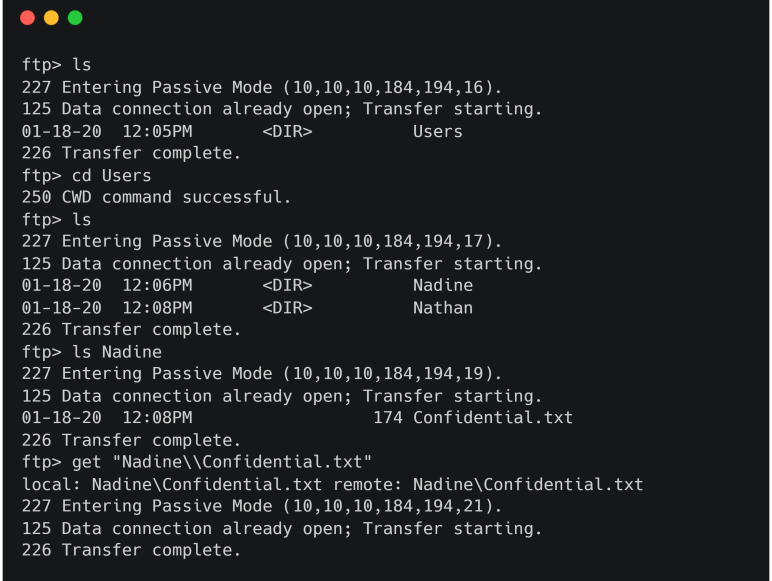 ftp> ls
227 Entering Passive Mode (10,10,10,184,194,16).
125 Data connection already open; Transfer starting.
01-18-20  12:05PM       <DIR>          Users
226 Transfer complete.
ftp> cd Users
250 CWD command successful.
ftp> ls
227 Entering Passive Mode (10,10,10,184,194,17).
125 Data connection already open; Transfer starting.
01-18-20  12:06PM       <DIR>          Nadine
01-18-20  12:08PM       <DIR>          Nathan
226 Transfer complete.
ftp> ls Nadine
227 Entering Passive Mode (10,10,10,184,194,19).
125 Data connection already open; Transfer starting.
01-18-20  12:08PM                  174 Confidential.txt
226 Transfer complete.
ftp> get "Nadine\\Confidential.txt"
local: Nadine\Confidential.txt remote: Nadine\Confidential.txt
227 Entering Passive Mode (10,10,10,184,194,21).
125 Data connection already open; Transfer starting.
226 Transfer complete.